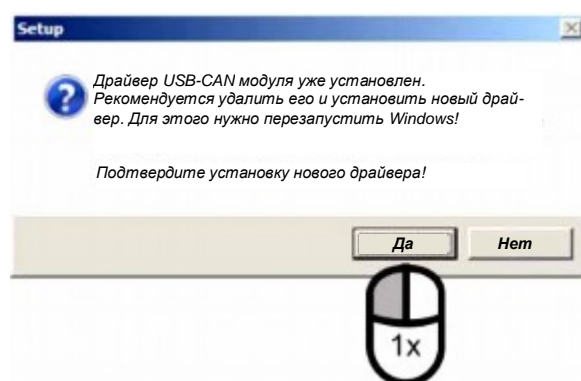 Setup
Драйвер USB-CAN модуля уже установлен.
Рекомендуется удалить его и установить новый драй-
вер. Для этого нужно перезапустить Windows!
Подтвердите установку нового драйвера!
Да Нет
1x